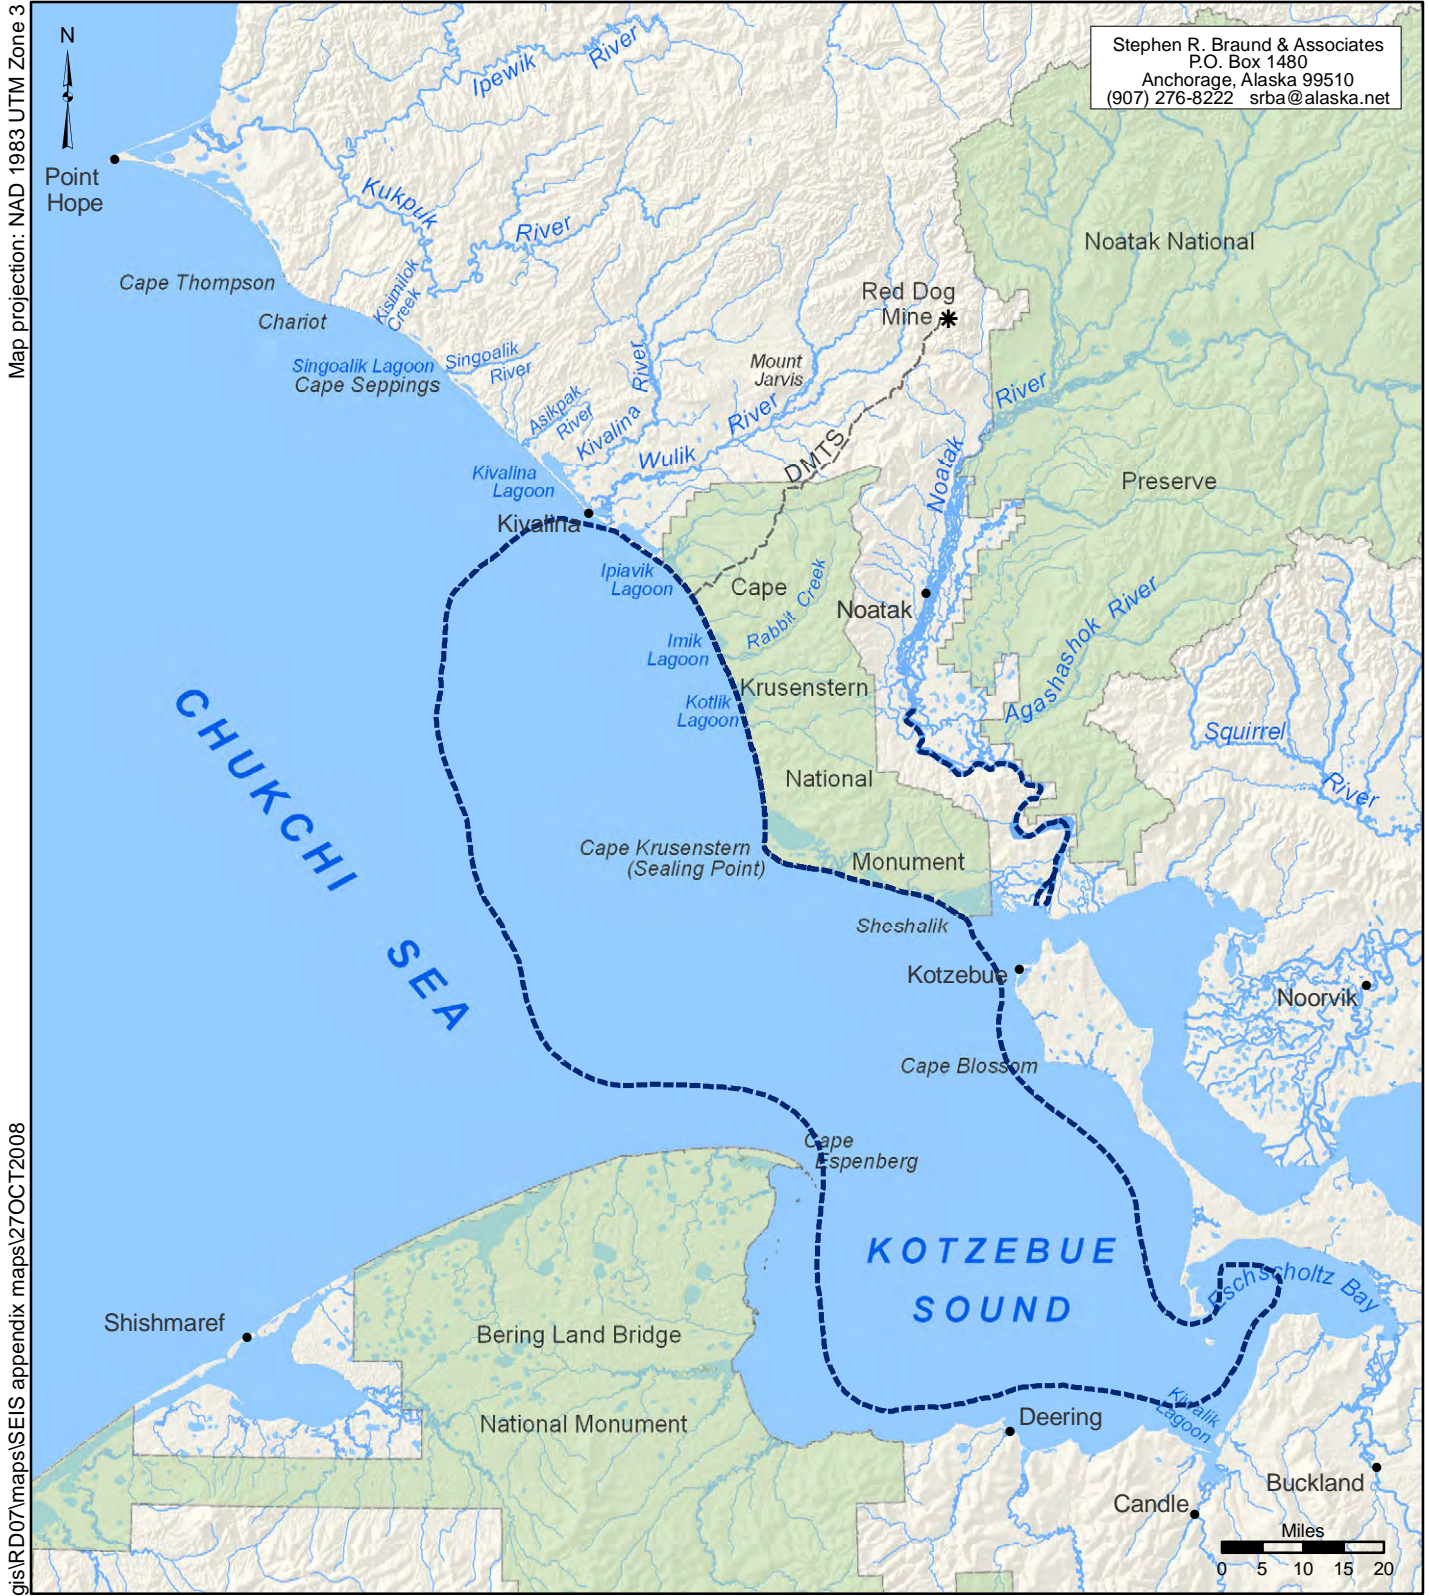 Map projection: NAD 1983 UTM Zone 3
gis\RD07\maps\SEIS appendix maps\27OCT2008
N
Stephen R. Braund & Associates
P.O. Box 1480
Anchorage, Alaska 99510
(907) 276-8222 srba@alaska.net
Ipewik River
Point
Hope
Kukpuk River
Noatak National
Cape Thompson
Kisimilok
Creek
Red Dog
Mine
Chariot
Singoalik Lagoon
Cape Seppings
Singoalik
River
Mount
Jarvis
Asikpak
River
Kivalina River
Wulik River
DMTS
Noatak River
Preserve
Kivalina
Lagoon
Kivalina
Ipiavik
Lagoon
Cape
Rabbit Creek
Noatak
Agashashok River
Imik
Lagoon
Krusenstern
Kotlik
Lagoon
Squirrel
River
CHUKCHI SEA
National
Cape Krusenstern
(Sealing Point)
Monument
Sheshalik
Kotzebue
Noorvik
Cape Blossom
Cape
Espenberg
KOTZEBUE
SOUND
Eschscholtz Bay
Shishmaref
Bering Land Bridge
National Monument
Deering
Kiwalik
Lagoon
Buckland
Candle
Miles
0 5 10 15 20